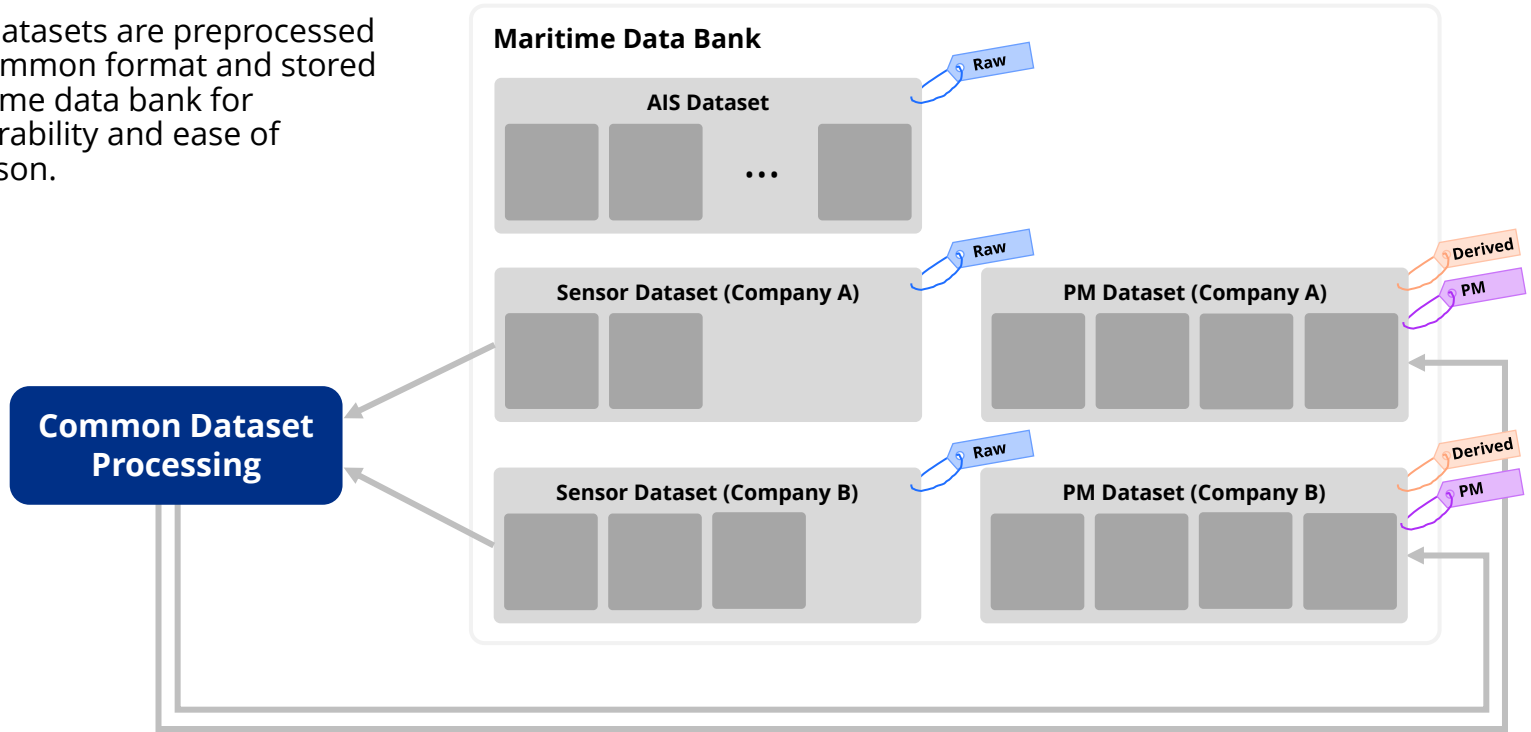 atasets are preprocessed
mmon format and stored
me data bank for
rability and ease of
son.
Maritime Data Bank
Raw
AIS Dataset
...
Raw
Sensor Dataset (Company A)
Derived
PM
PM Dataset (Company A)
Common Dataset
Processing
Raw
Sensor Dataset (Company B)
Derived
PM
PM Dataset (Company B)